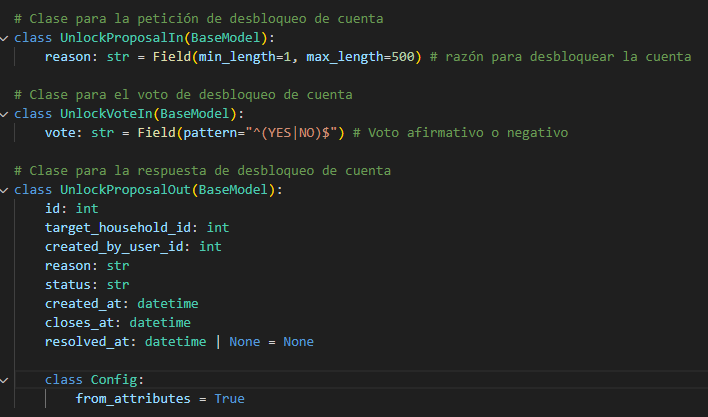 # Clase para la petición de desbloqueo de cuenta
class UnlockProposalIn(BaseModel):
    reason: str = Field(min_length=1, max_length=500) # razón para desbloquear la cuenta
# Clase para el voto de desbloqueo de cuenta
class UnlockVoteIn(BaseModel):
    vote: str = Field(pattern="^(YES|NO)$") # Voto afirmativo o negativo
# Clase para la respuesta de desbloqueo de cuenta
class UnlockProposalOut(BaseModel):
    id: int
    target_household_id: int
    created_by_user_id: int
    reason: str
    status: str
    created_at: datetime
    closes_at: datetime
    resolved_at: datetime | None = None
    class Config:
        from_attributes = True